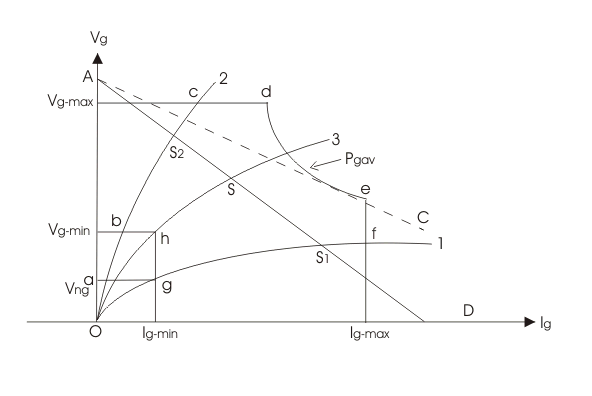 Vg
A
2
Vg-max
c
d
3
S2
Pgav
S
e
b
C
Vg-min
h
f
1
S1
a
g
Vng
D
O
Ig-min
Ig-max
Ig